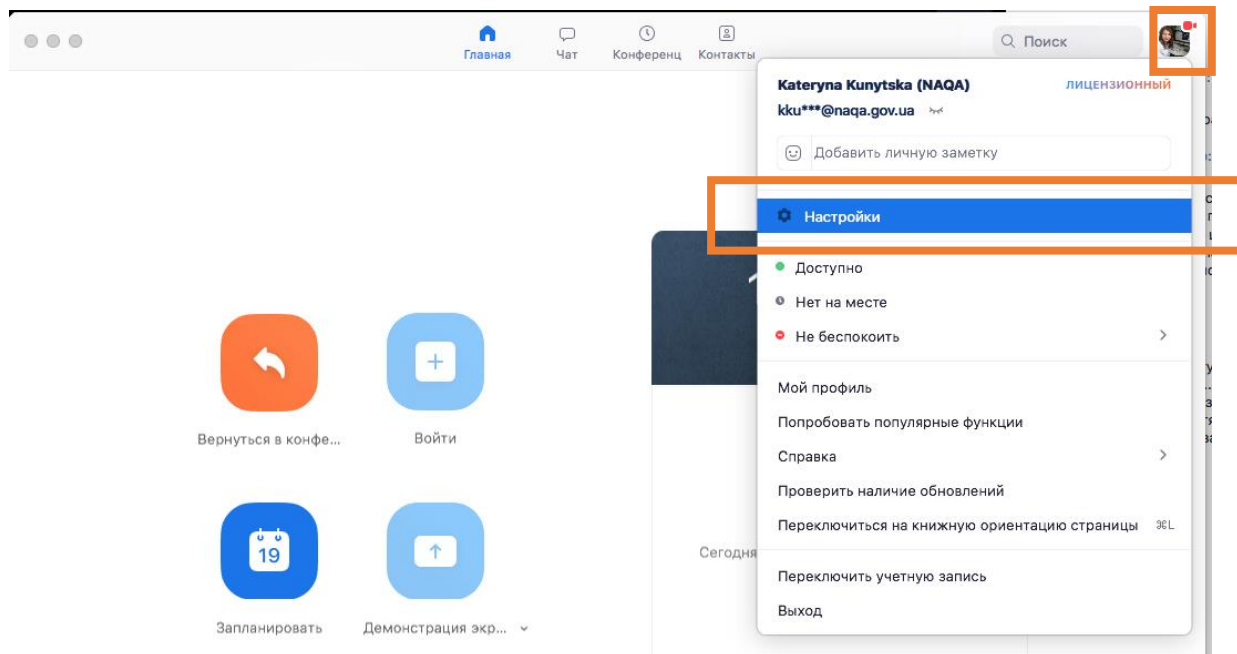 Главная
Чат
Конференц
Контакты
Поиск
Kateryna Kunytska (NAQA)
ЛИЦЕНЗИОННЫЙ
kku***@naqa.gov.ua
Добавить личную заметку
Настройки
Доступно
Нет на месте
Не беспокоить
Мой профиль
Попробовать популярные функции
Справка
Проверить наличие обновлений
Переключиться на книжную ориентацию страницы ⌘L
Переключить учетную запись
Выход
Вернуться в конфе...
Войти
19
Запланировать
Демонстрация экр...
Сегодня